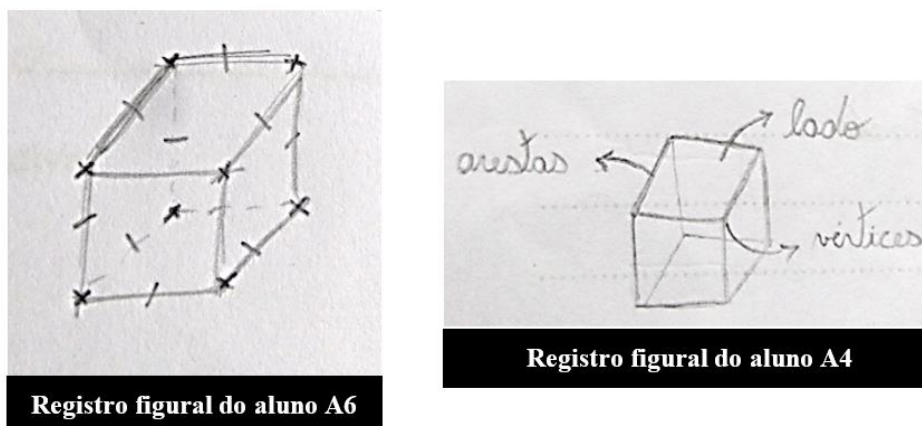 lado
arestas
vértices
Registro figural do aluno A6
Registro figural do aluno A4